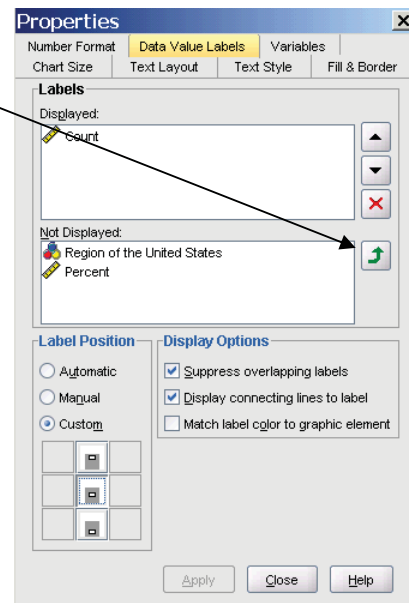 Properties
Number Format Data Value Labels Variables
Chart Size Text Layout Text Style Fill & Border
Labels
Displayed:
Count
Not Displayed:
Region of the United States
Percent
Label Position
Automatic
Manual
Custom
Display Options
Suppress overlapping labels
Display connecting lines to label
Match label color to graphic element
Apply Close Help